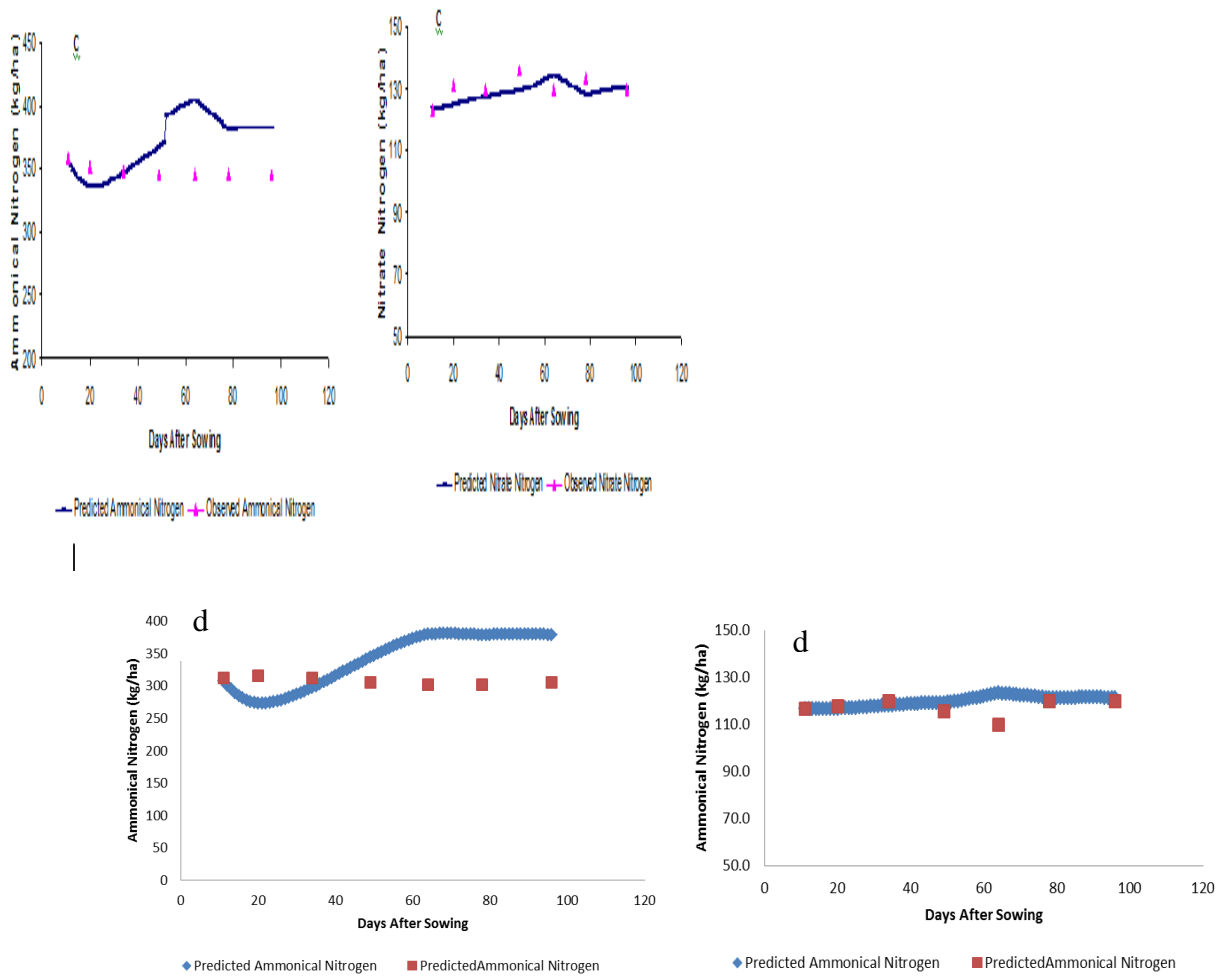 C
450
400
350
300
250
200
Ammonical Nitrogen (kg/ha)
0 20 40 60 80 100 120
Days After Sowing
Predicted Ammonical Nitrogen Observed Ammonical Nitrogen
C
150
130
110
90
70
50
Nitrate Nitrogen (kg/ha)
0 20 40 60 80 100 120
Days After Sowing
Predicted Nitrate Nitrogen Observed Nitrate Nitrogen
d
400
350
300
250
200
150
100
50
0
Ammonical Nitrogen (kg/ha)
0 20 40 60 80 100 120
Days After Sowing
Predicted Ammonical Nitrogen PredictedAmmonical Nitrogen
d
150.0
130.0
110.0
90.0
70.0
50.0
Ammonical Nitrogen (kg/ha)
0 20 40 60 80 100 120
Days After Sowing
Predicted Ammonical Nitrogen PredictedAmmonical Nitrogen